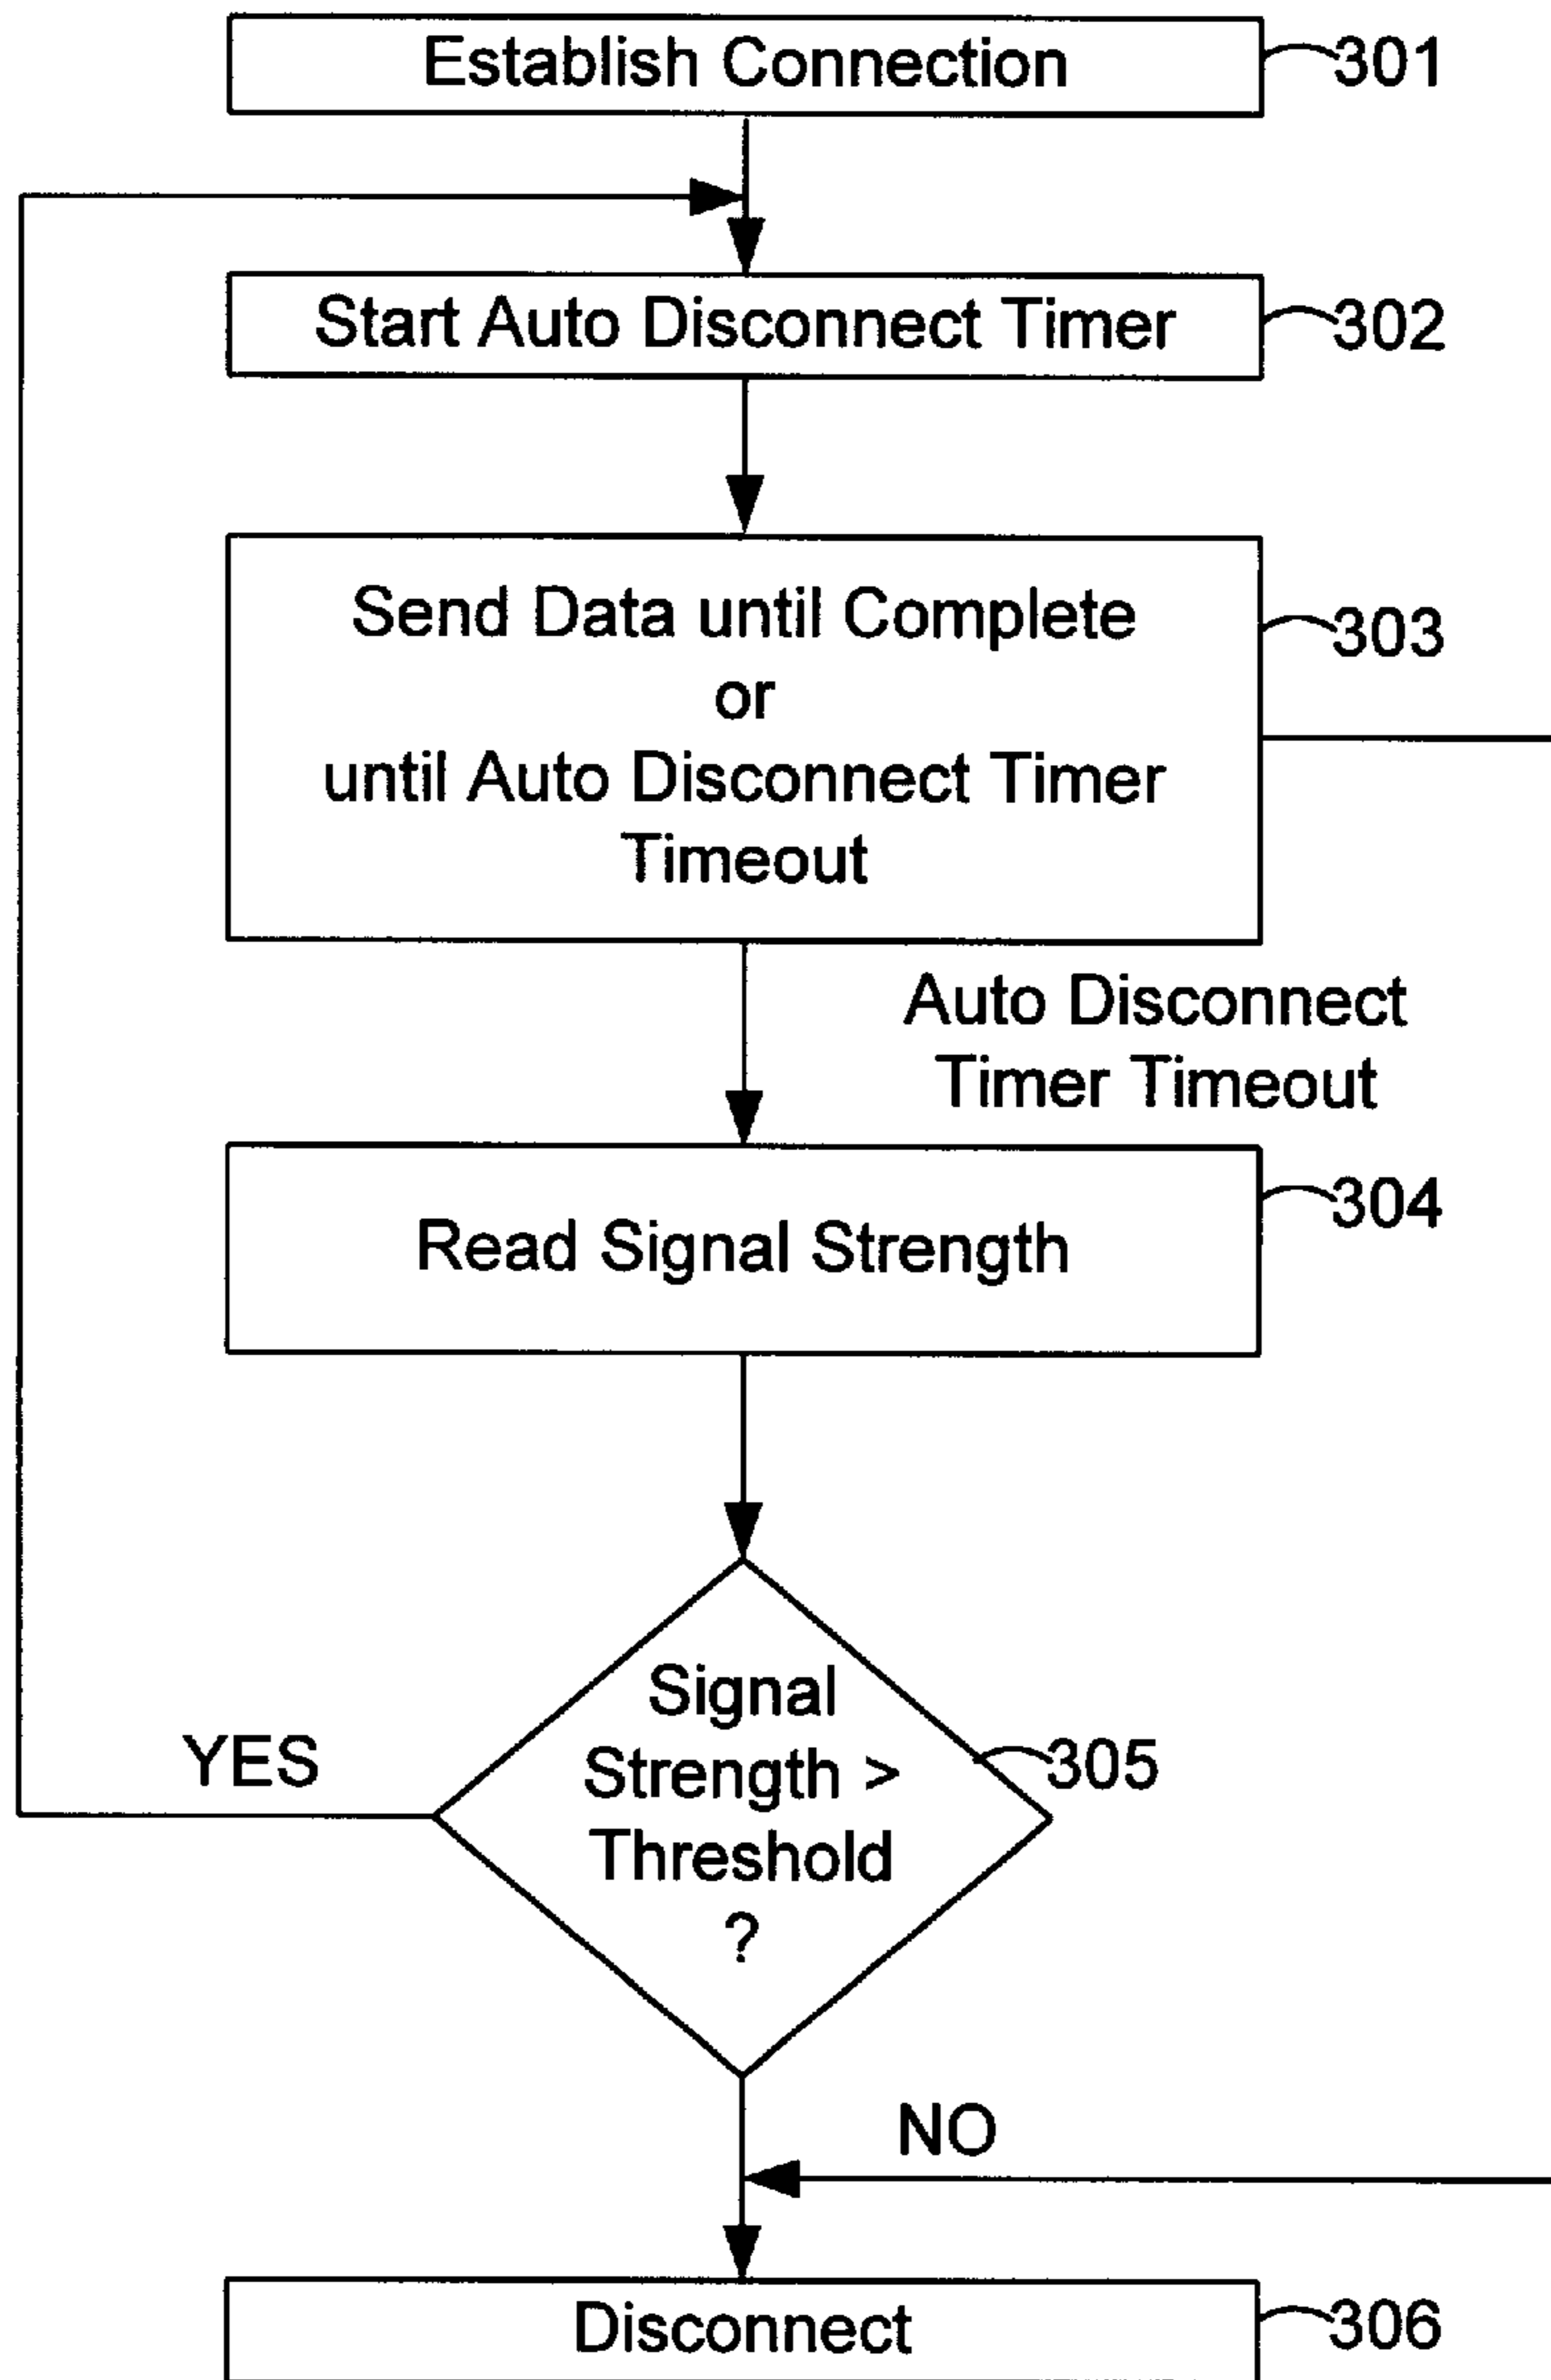 Establish Connection
301
Start Auto Disconnect Timer
302
Send Data until Complete
or
until Auto Disconnect Timer
Timeout
303
Auto Disconnect
Timer Timeout
Read Signal Strength
304
Signal
Strength >
Threshold
?
305
YES
NO
Disconnect
306